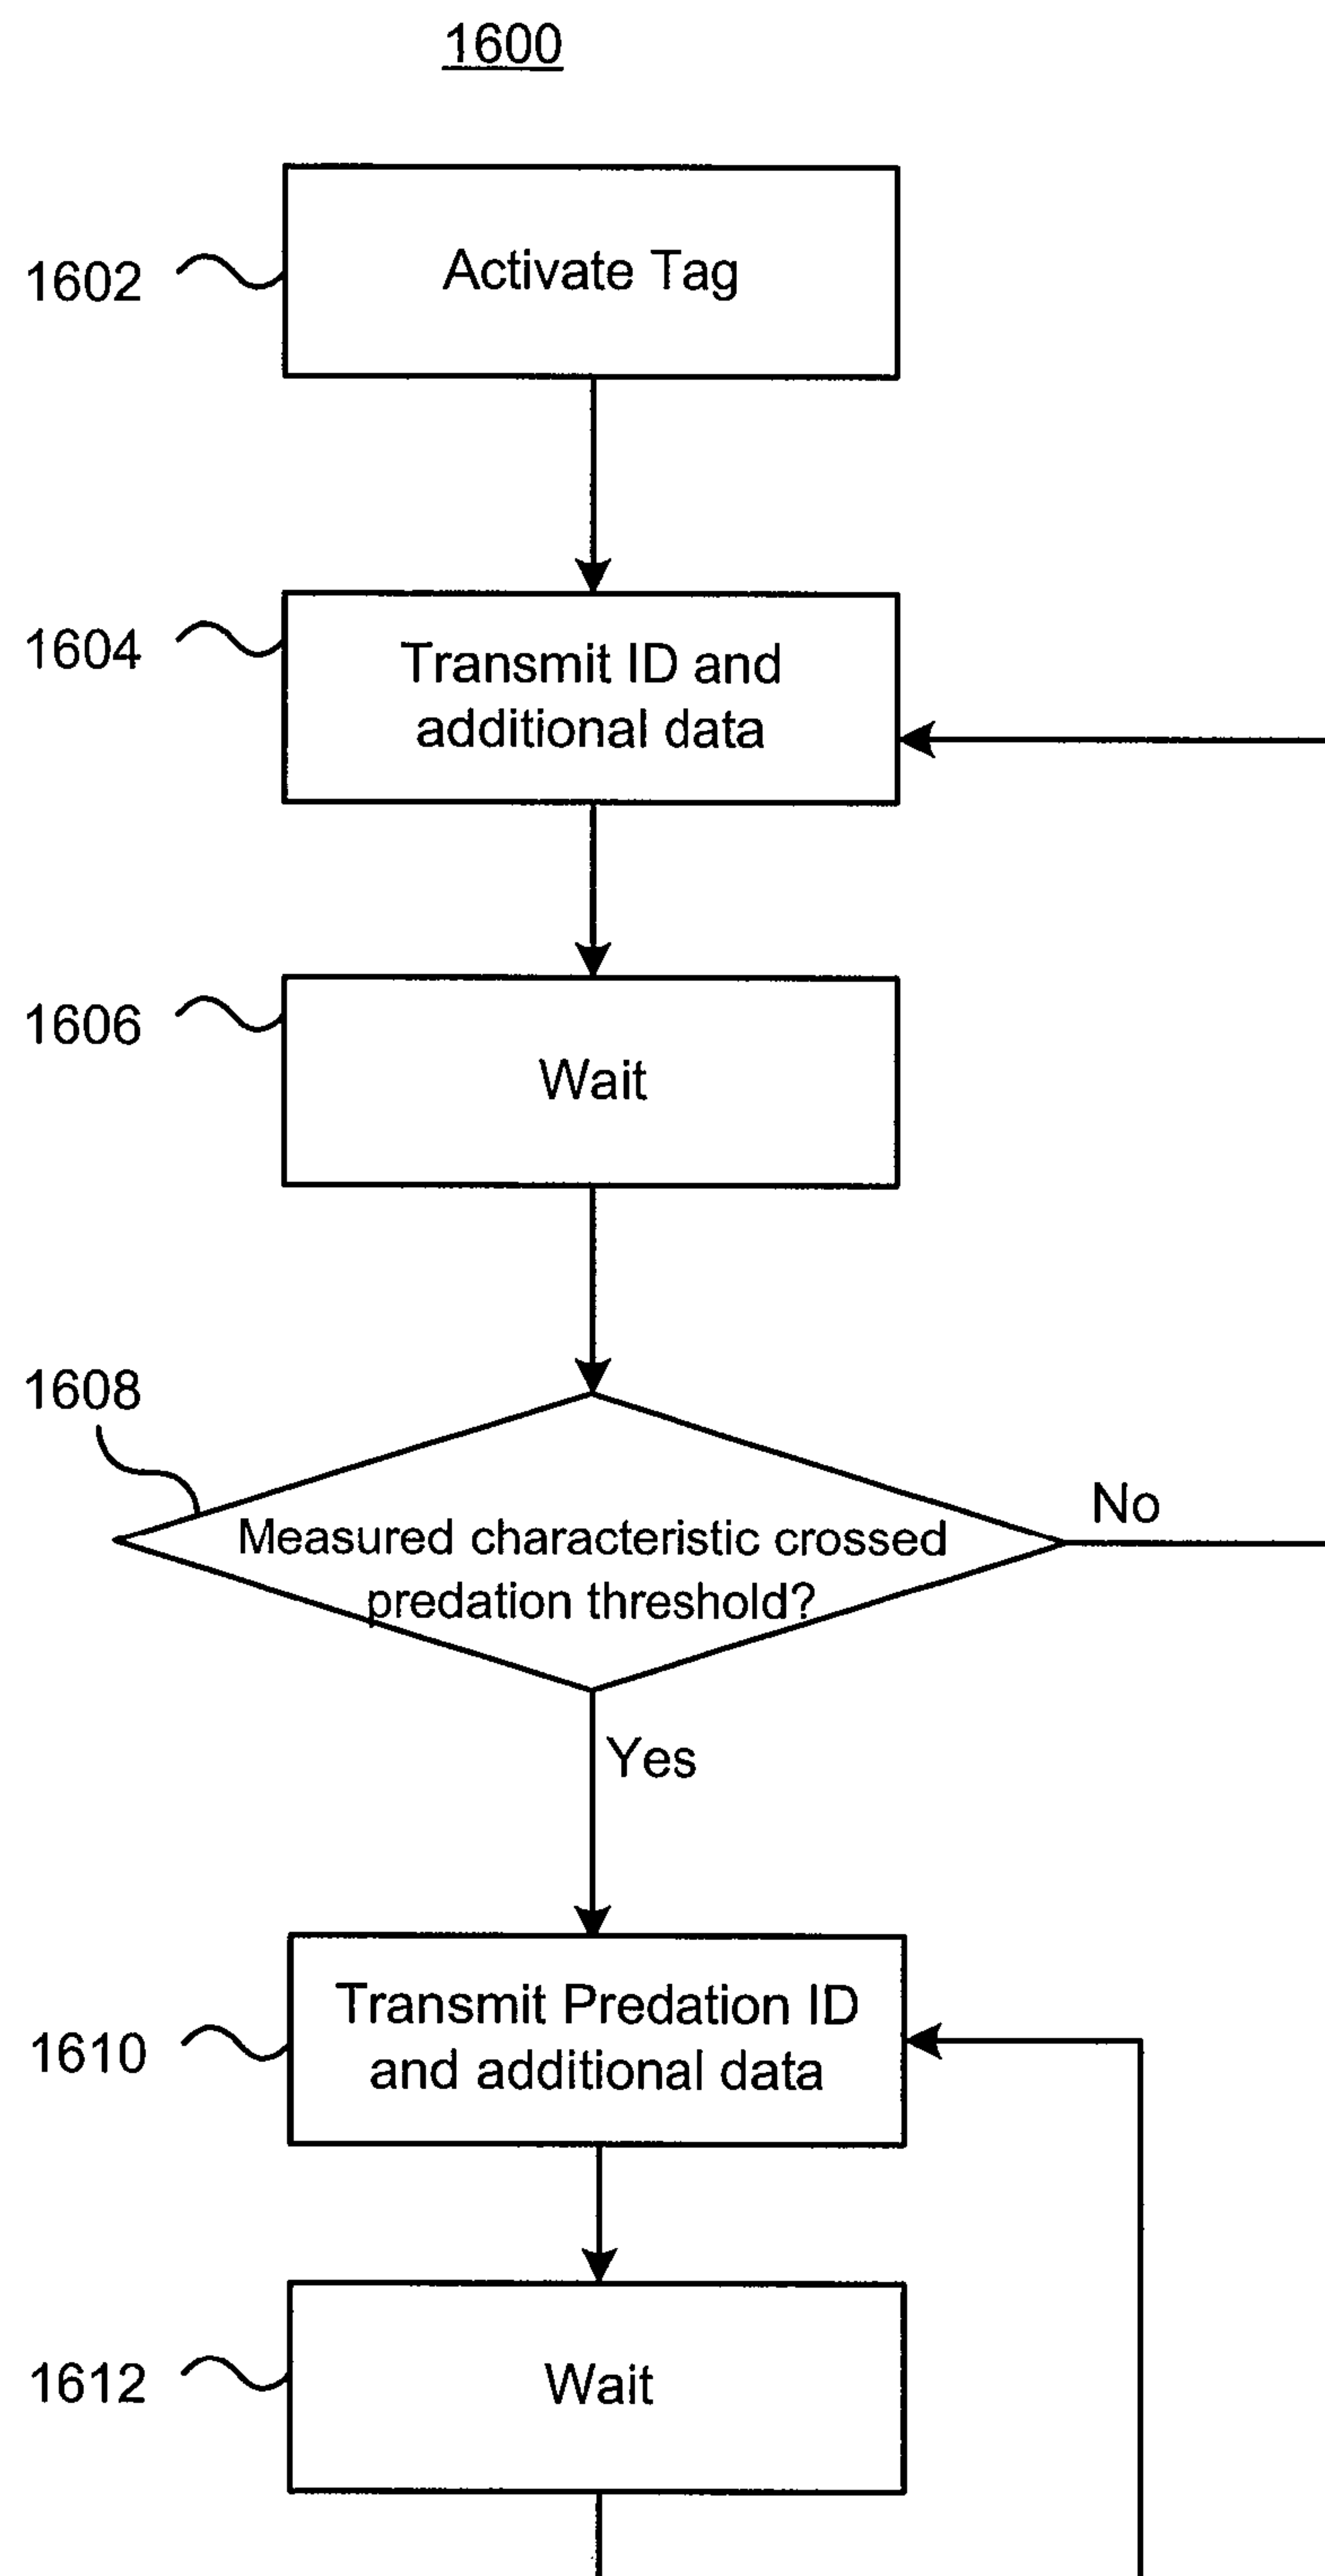 1600
1602
Activate Tag
1604
Transmit ID and
additional data
1606
Wait
1608
Measured characteristic crossed
predation threshold?
No
Yes
1610
Transmit Predation ID
and additional data
1612
Wait